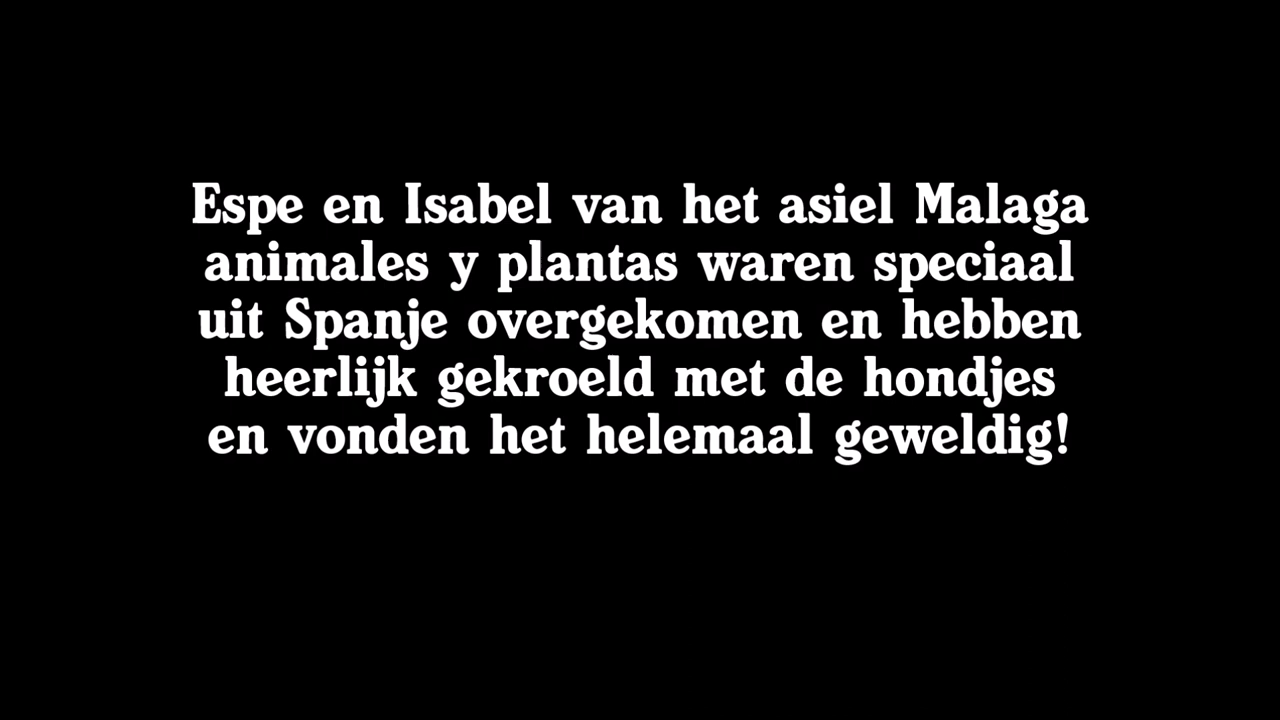 Espe en Isabel van het asiel Malaga
animales y plantas waren speciaal
uit Spanje overgekomen en hebben
heerlijk gekroeld met de hondjes
en vonden het helemaal geweldig!